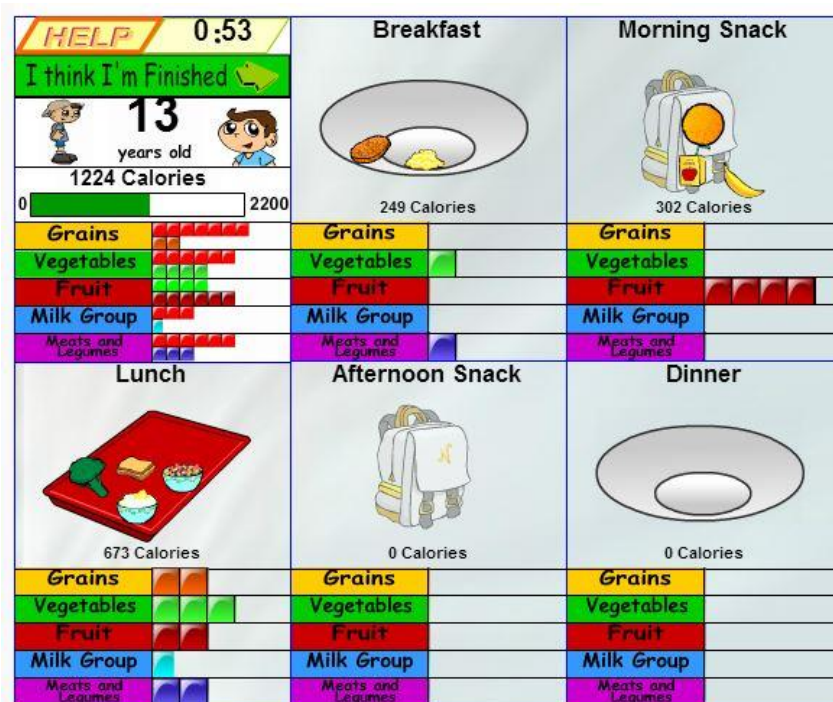 HELP
0:53
I think I'm Finished
13
years old
1224 Calories
0
2200
Grains
Vegetables
Fruit
Milk Group
Meats and
Legumes
Breakfast
249 Calories
Grains
Vegetables
Fruit
Milk Group
Meats and
Legumes
Morning Snack
302 Calories
Grains
Vegetables
Fruit
Milk Group
Meats and
Legumes
Lunch
673 Calories
Grains
Vegetables
Fruit
Milk Group
Meats and
Legumes
Afternoon Snack
N
0 Calories
Grains
Vegetables
Fruit
Milk Group
Meats and
Legumes
Dinner
0 Calories
Grains
Vegetables
Fruit
Milk Group
Meats and
Legumes